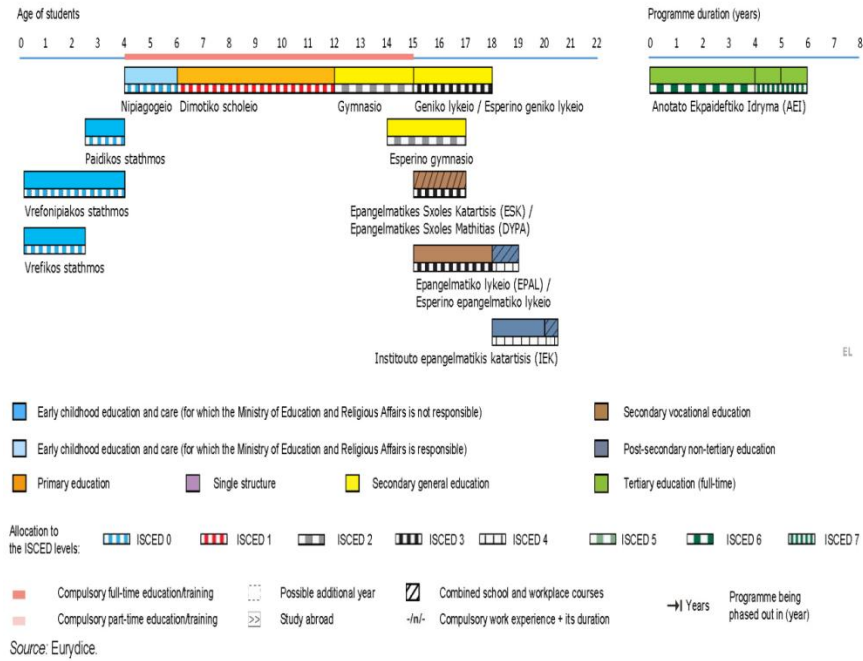 Age of students
Programme duration (years)
0 1 2 3 4 5 6 7 8 9 10 11 12 13 14 15 16 17 18 19 20 21 22
0 1 2 3 4 5 6 7 8
Nipiagogeio
Dimotiko scholeio
Gymnasio
Geniko lykeio / Esperino geniko lykeio
Anotato Ekpaideftiko Idryma (AEI)
Paidikos stathmos
Esperino gymnasio
Vrefonipiakos stathmos
Epangelmatikes Sxoles Katartisis (ESK) /
Epangelmatikes Sxoles Mathitias (DYPA)
Vrefikos stathmos
Epangelmatiko lykeio (EPAL) /
Esperino epangelmatiko lykeio
Institouto epangelmatikis katartisis (IEK)
EL
Early childhood education and care (for which the Ministry of Education and Religious Affairs is not responsible)
Secondary vocational education
Early childhood education and care (for which the Ministry of Education and Religious Affairs is responsible)
Post-secondary non-tertiary education
Primary education
Single structure
Secondary general education
Tertiary education (full-time)
Allocation to
the ISCED levels:
ISCED 0
ISCED 1
ISCED 2
ISCED 3
ISCED 4
ISCED 5
ISCED 6
ISCED 7
Compulsory full-time education/training
Possible additional year
Combined school and workplace courses
Years
Programme being
phased out in (year)
Compulsory part-time education/training
>>
Study abroad
-/n/-
Compulsory work experience + its duration
Source: Eurydice.